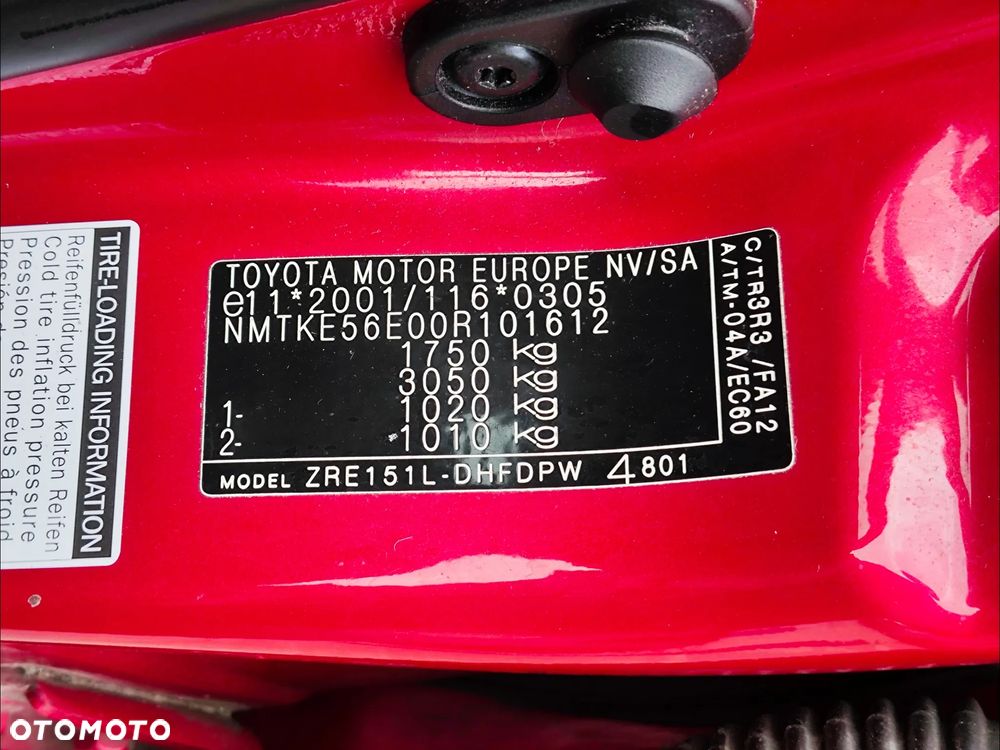 TOYOTA MOTOR EUROPE NV/SA
e11*2001/116*0305
NMTKE56E00R101612
1750 kg
3050 kg
1- 1020 kg
2- 1010 kg
C/TR3R3 /FA12
A/TM-04A/EC60
MODEL ZRE151L-DHFDPW 4801
TIRE-LOADING INFORMATION
Reifenfülldruck bei kalten Reifen
Cold tire inflation pressure
Pression des pneus à froid
OTOMOTO